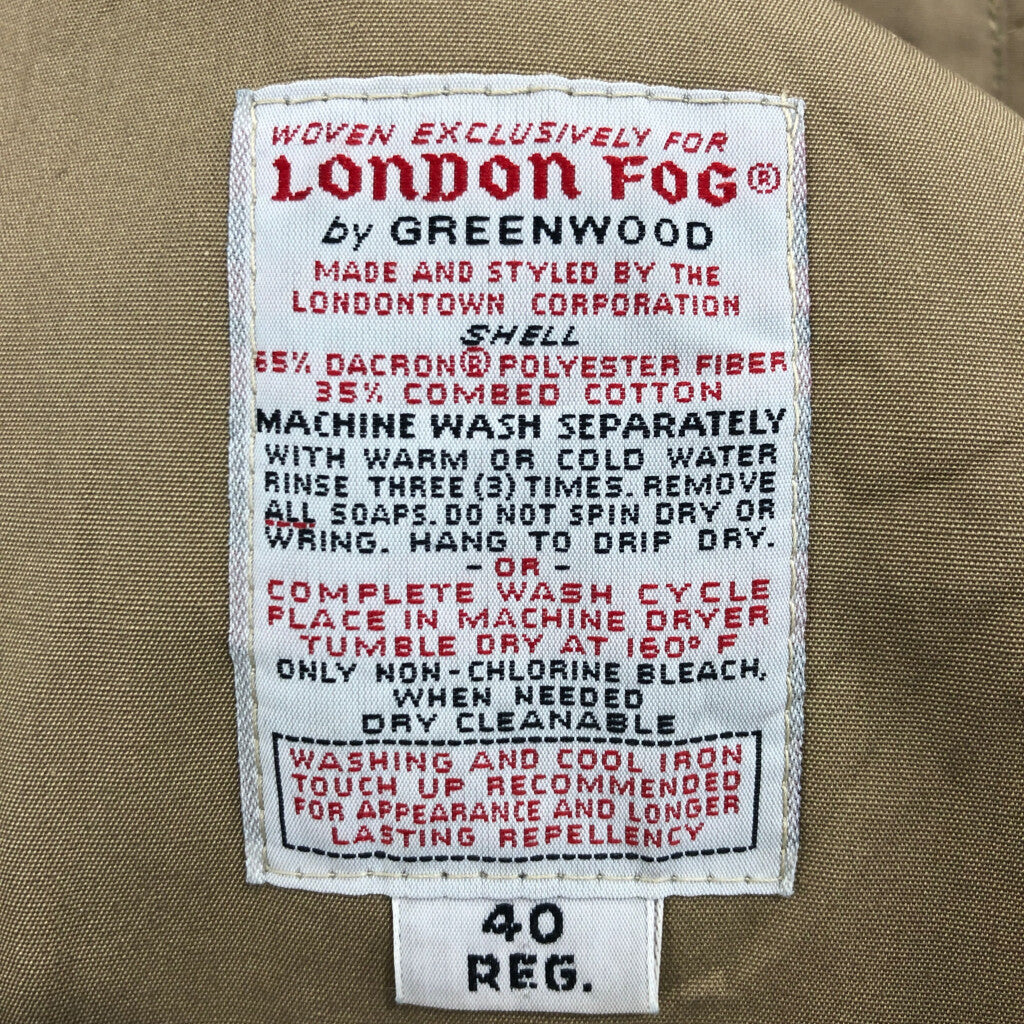 WOVEN EXCLUSIVELY FOR
LONDON FOG®
by GREENWOOD
MADE AND STYLED BY THE
LONDONTOWN CORPORATION
SHELL
65% DACRON® POLYESTER FIBER
35% COMBED COTTON
MACHINE WASH SEPARATELY
WITH WARM OR COLD WATER
RINSE THREE (3) TIMES. REMOVE
ALL SOAPS. DO NOT SPIN DRY OR
WRING. HANG TO DRIP DRY.
- OR -
COMPLETE WASH CYCLE
PLACE IN MACHINE DRYER
TUMBLE DRY AT 160° F
ONLY NON-CHLORINE BLEACH,
WHEN NEEDED
DRY CLEANABLE
WASHING AND COOL IRON
TOUCH UP RECOMMENDED
FOR APPEARANCE AND LONGER
LASTING REPELLENCY
40
REG.